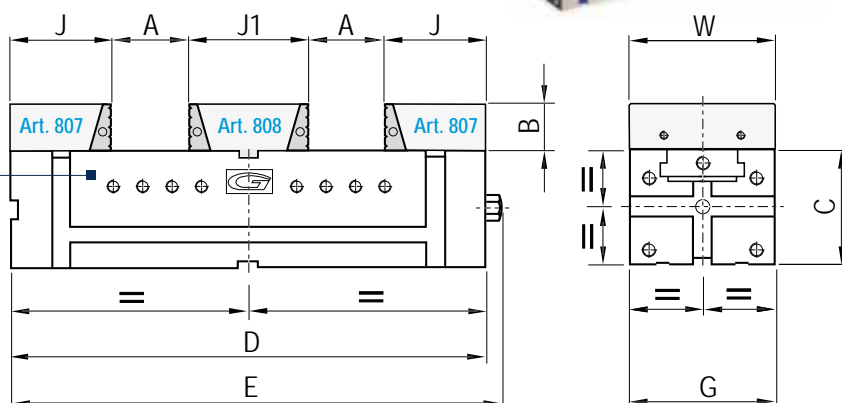 J A J1 A J W
Art. 807 Art. 808 Art. 807 B
G
= = C
=
= = = =
D
E G